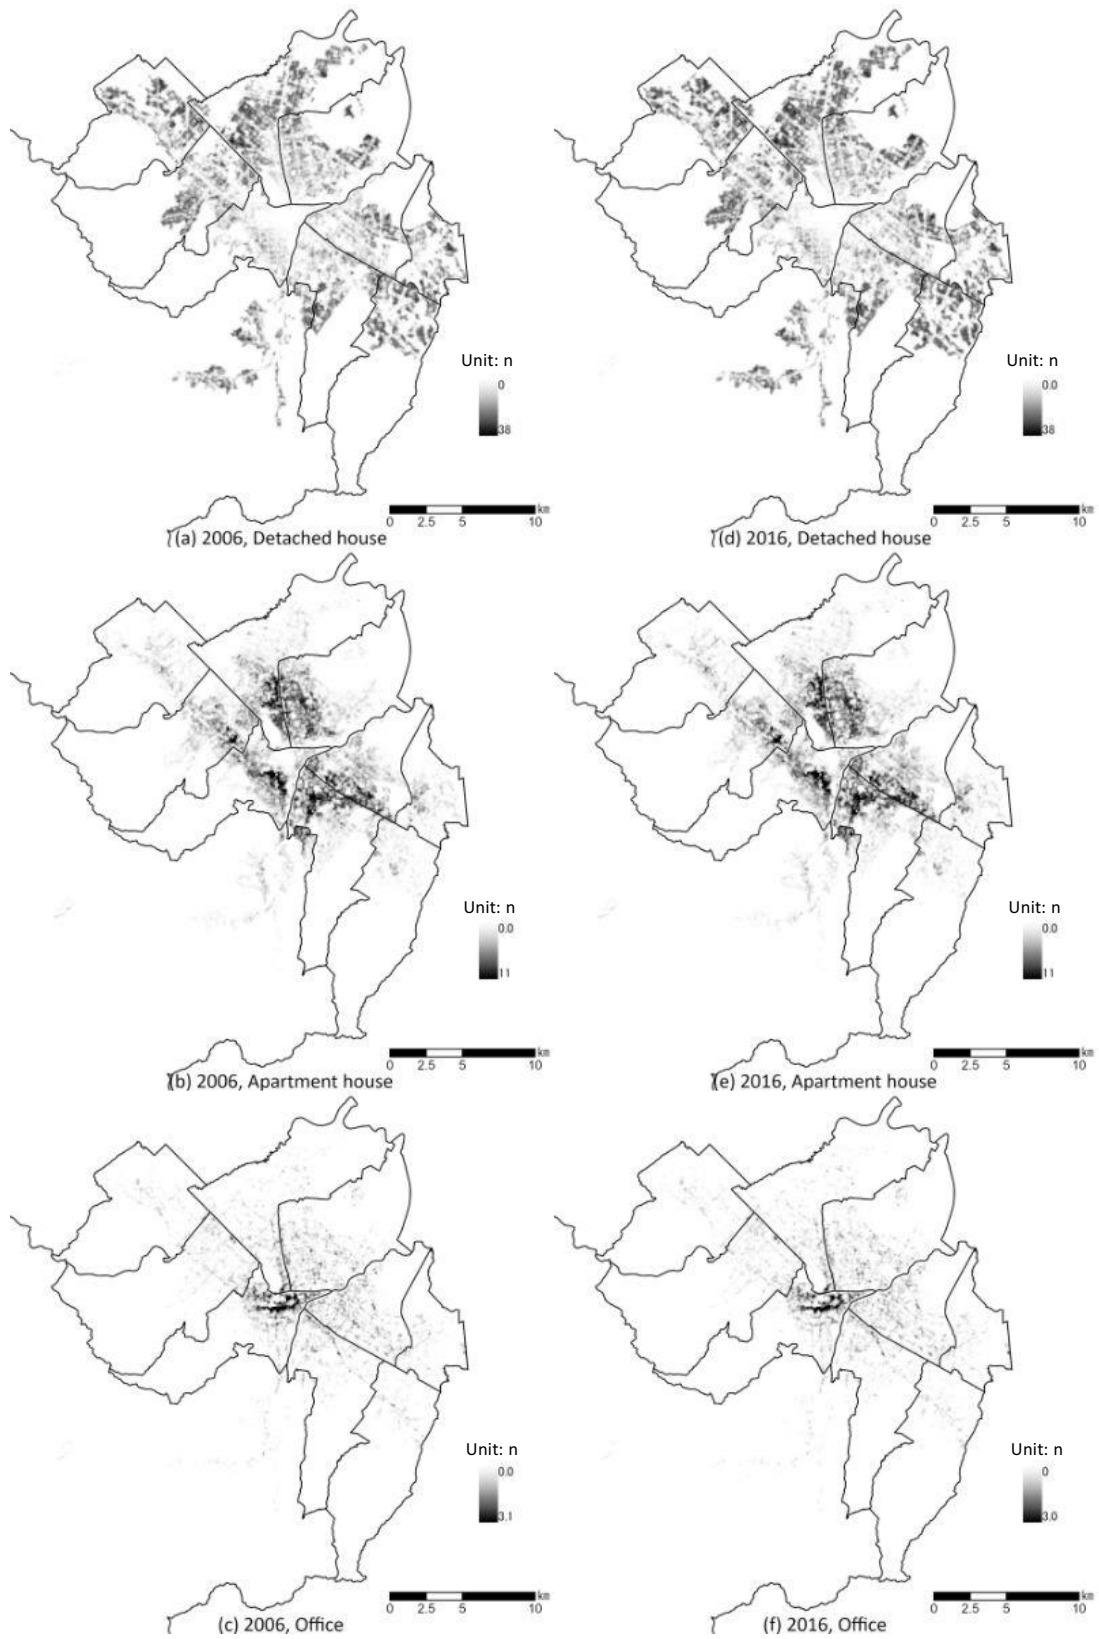 Unit: n
0
38
km
0 2.5 5 10
(a) 2006, Detached house
Unit: n
0.0
38
km
0 2.5 5 10
(d) 2016, Detached house
Unit: n
0.0
11
km
0 2.5 5 10
(b) 2006, Apartment house
Unit: n
0.0
11
km
0 2.5 5 10
(e) 2016, Apartment house
Unit: n
0.0
3.1
km
0 2.5 5 10
(c) 2006, Office
Unit: n
0
3.0
km
0 2.5 5 10
(f) 2016, Office